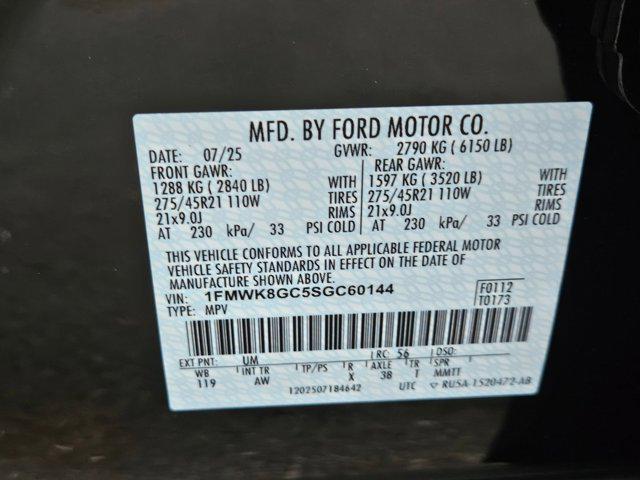 MFD. BY FORD MOTOR CO.
DATE: 07/25 GVWR: 2790 KG ( 6150 LB)
FRONT GAWR: REAR GAWR:
1288 KG ( 2840 LB) WITH 1597 KG ( 3520 LB) WITH
275/45R21 110W TIRES 275/45R21 110W TIRES
21x9.0J RIMS 21x9.0J RIMS
AT 230 kPa/ 33 PSI COLD AT 230 kPa/ 33 PSI COLD
THIS VEHICLE CONFORMS TO ALL APPLICABLE FEDERAL MOTOR
VEHICLE SAFETY STANDARDS IN EFFECT ON THE DATE OF
MANUFACTURE SHOWN ABOVE.
VIN: 1FMWK8GC5SGC60144 F0112
TYPE: MPV T0173
EXT PNT: UM RC: 56 DSO:
WB INT TR TP/PS R AXLE TR SPR
119 AW X 38 T MMTT
1202507184642 UTC ▽ RU5A-1520472-AB